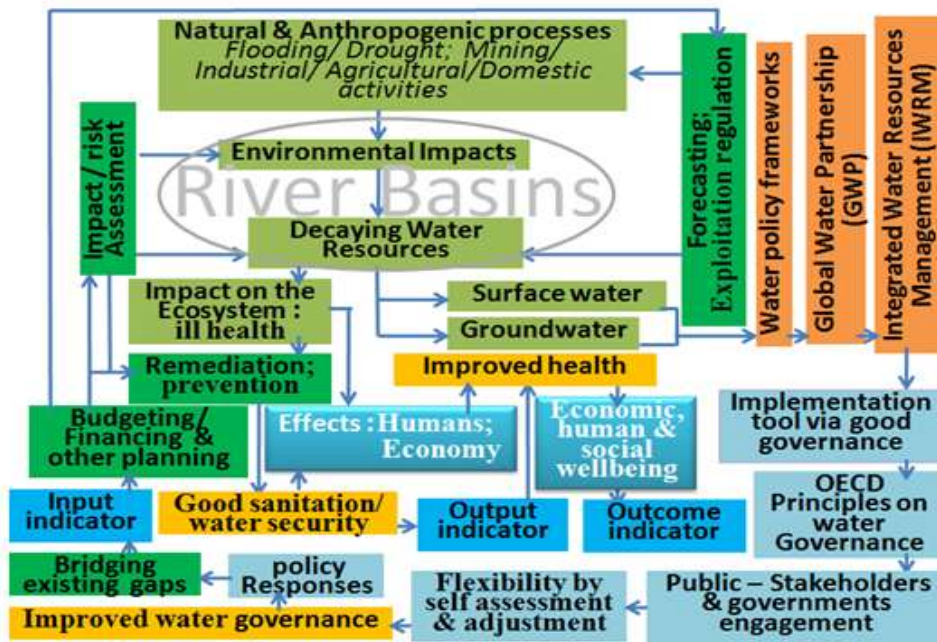 Natural & Anthropogenic processes
Flooding/ Drought; Mining/
Industrial/ Agricultural/Domestic
activities
Environmental Impacts
River Basins
Decaying Water
Resources
Impact / risk
Assessment
Forecasting;
Exploitation regulation
Water policy frameworks
Global Water Partnership
(GWP)
Integrated Water Resources
Management (IWRM)
Impact on the
Ecosystem :
ill health
Surface water
Groundwater
Remediation;
prevention
Improved health
Budgeting/
Financing &
other planning
Effects : Humans;
Economy
Economic,
human &
social
wellbeing
Implementation
tool via good
governance
Input
indicator
Good sanitation/
water security
Output
indicator
Outcome
indicator
OECD
Principles on
water
Governance
Bridging
existing gaps
policy
Responses
Flexibility by
self assessment
& adjustment
Public – Stakeholders
& governments
engagement
Improved water governance